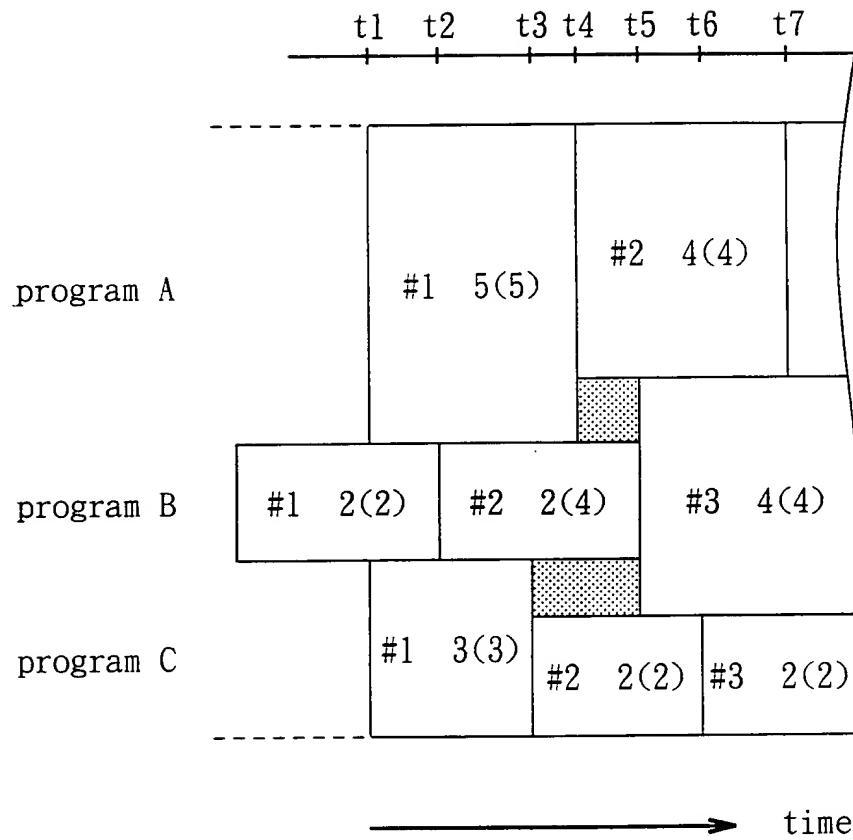 t1 t2 t3 t4 t5 t6 t7
#2 4(4)
program A #1 5(5)
program B #1 2(2) #2 2(4) #3 4(4)
program C #1 3(3) #2 2(2) #3 2(2)
time